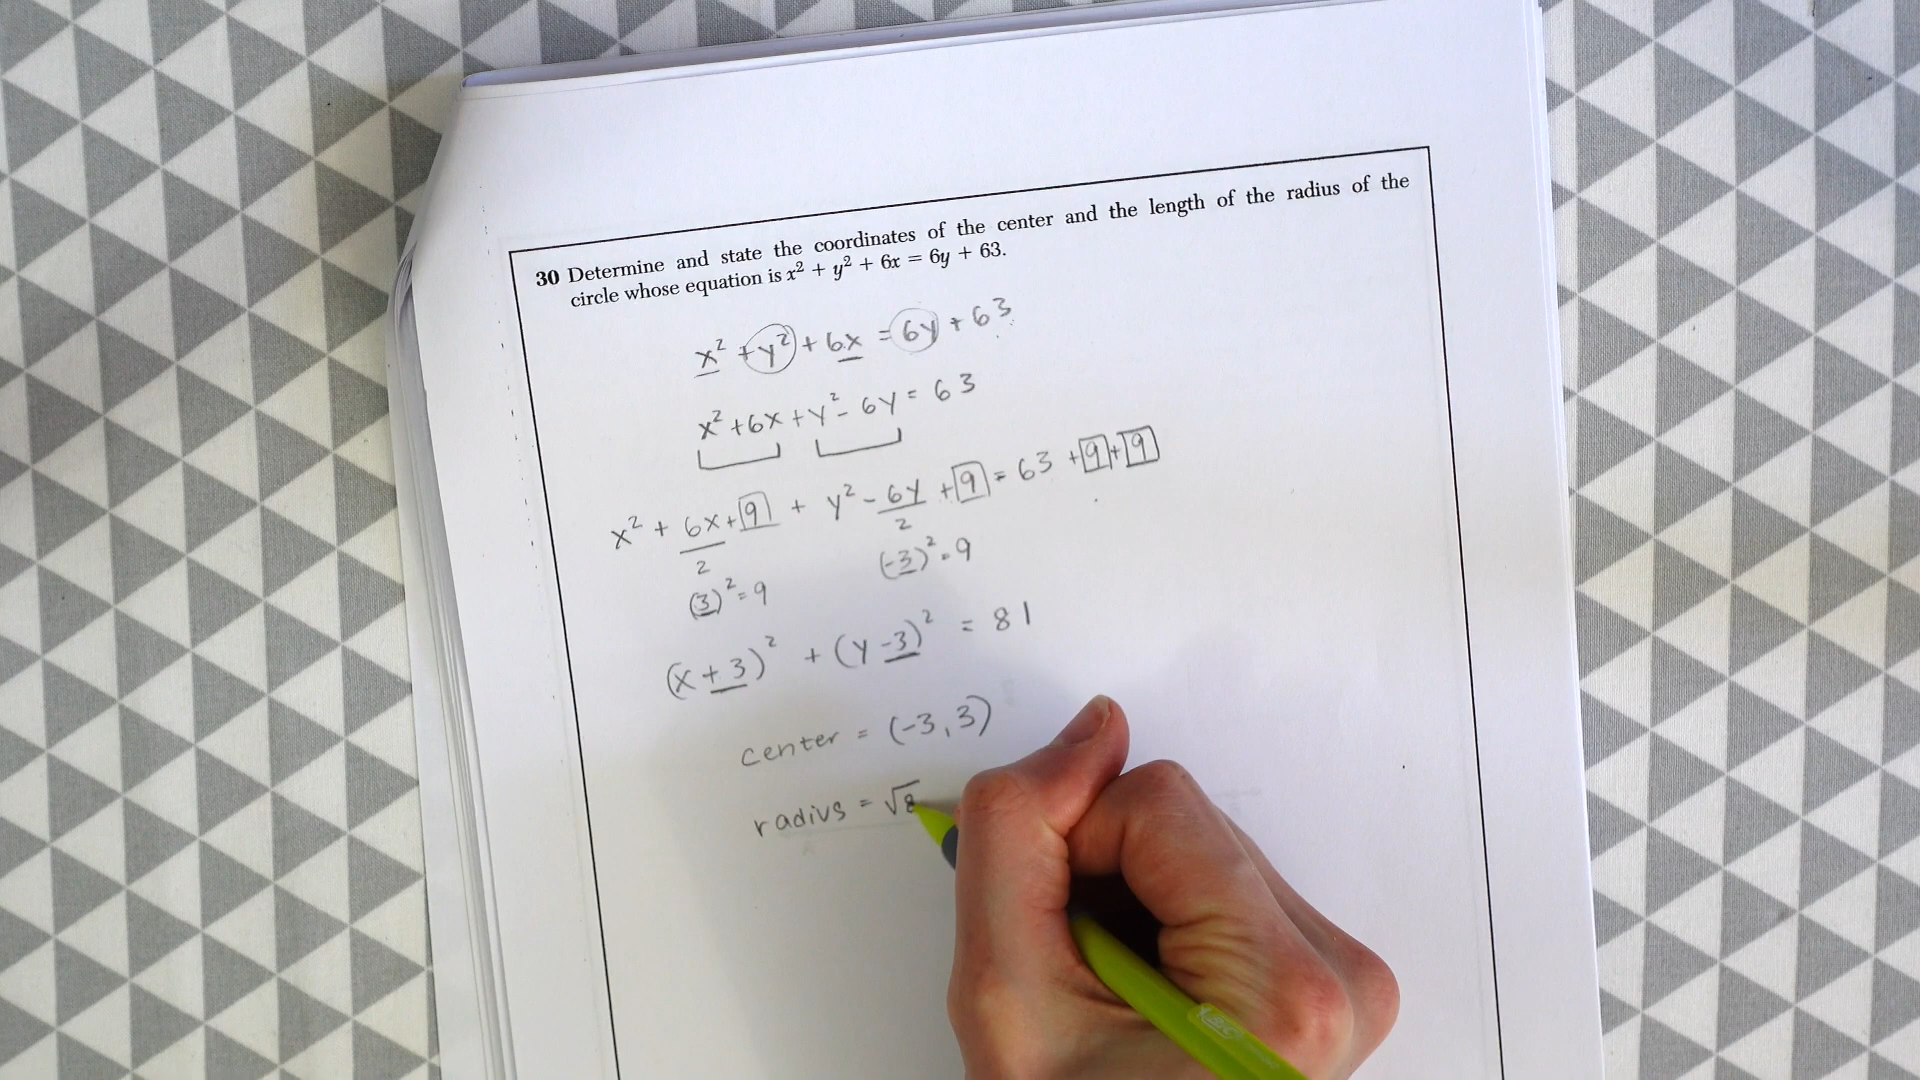 30 Determine and state the coordinates of the center and the length of the radius of the
circle whose equation is x² + y² + 6x = 6y + 63.
x² + y² + 6x = 6y + 63
x² + 6x + y² - 6y = 63
x² + 6x + 9 + y² - 6y + 9 = 63 + 9 + 9
2 2
(3)² = 9 (-3)² = 9
(x + 3)² + (y - 3)² = 81
center = (-3, 3)
radius = √8
BIC